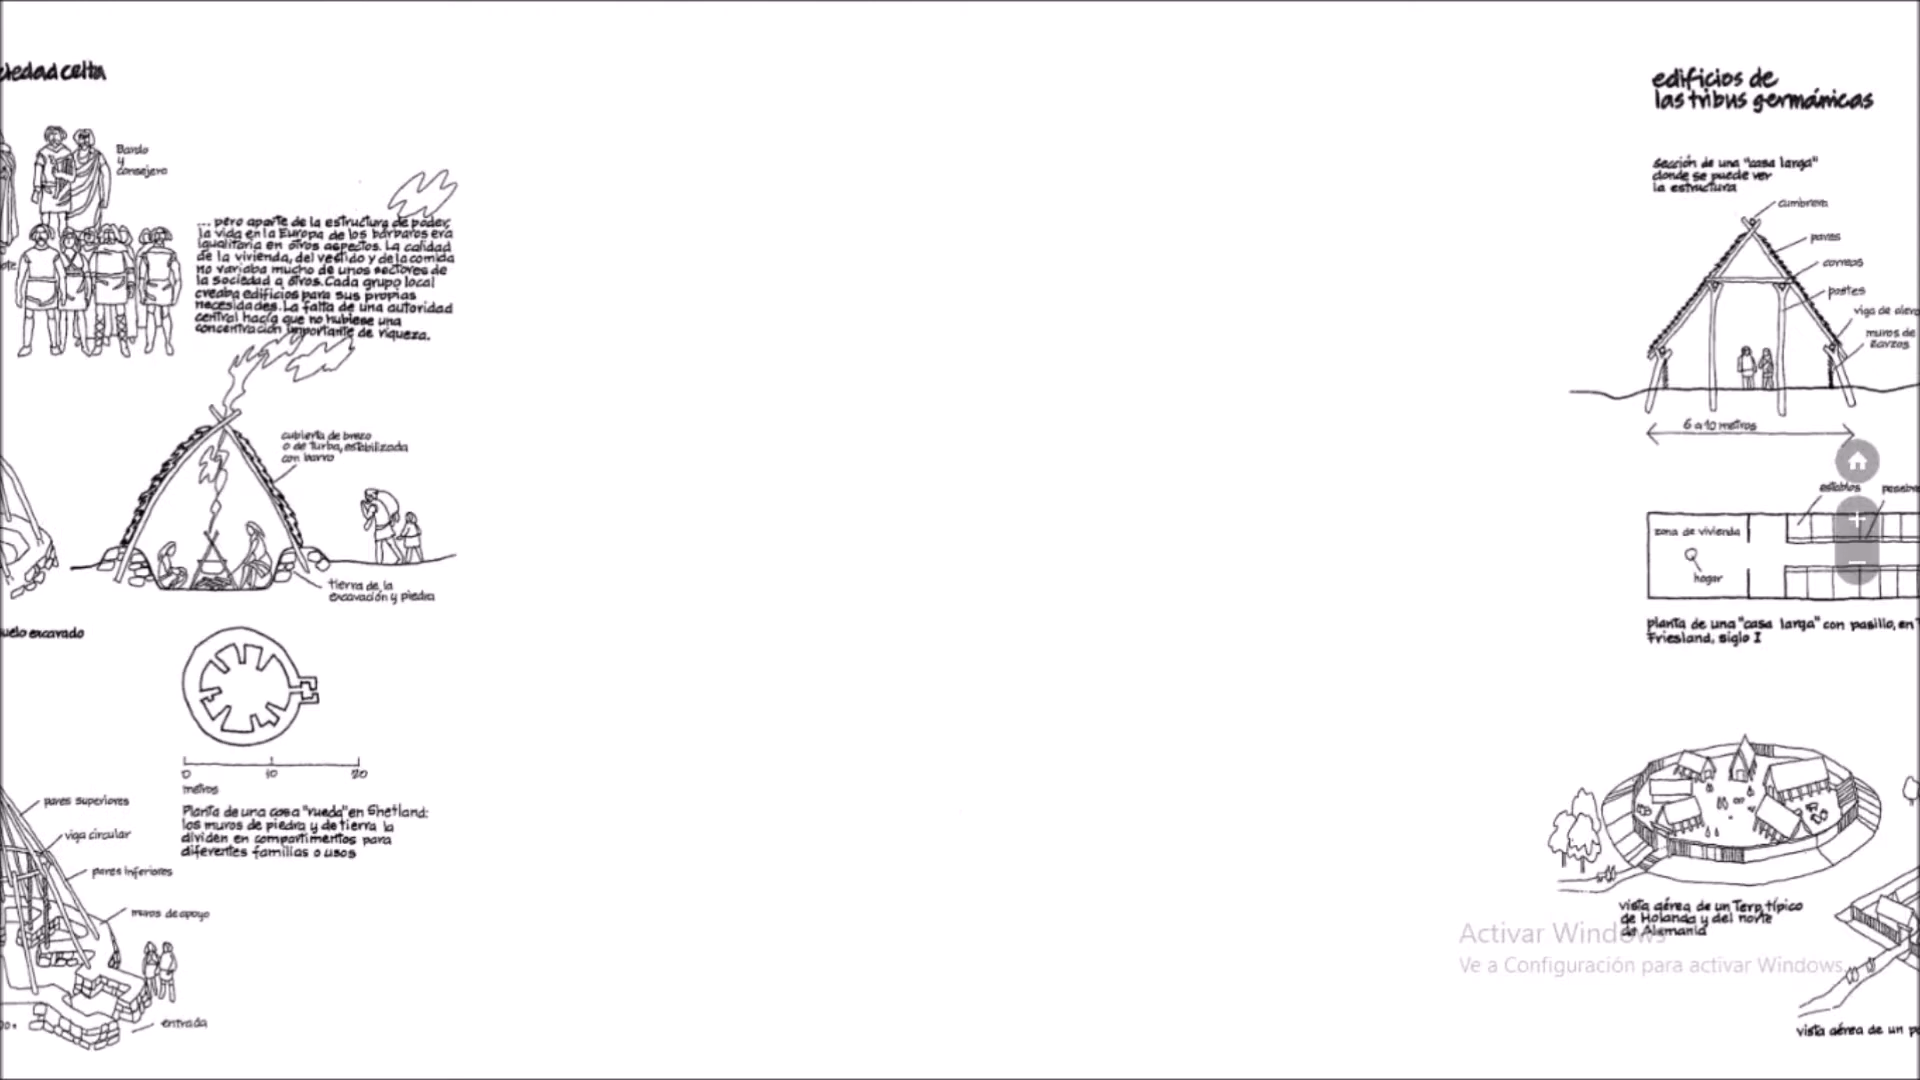 edad celta
Bardo
y
consejero
... pero aparte de la estructura de poder,
la vida en la Europa de los bárbaros era
igualitaria en otros aspectos. La calidad
de la vivienda, del vestido y de la comida
no variaba mucho de unos sectores de
la sociedad a otros. Cada grupo local
creaba edificios para sus propias
necesidades. La falta de una autoridad
central hacía que no hubiese una
concentración importante de riqueza.
cubierta de brezo
o de turba, estabilizada
con barro
tierra de la
excavación y piedra
uelo excavado
0 10 20
metros
Planta de una casa "rueda" en Shetland:
los muros de piedra y de tierra la
dividen en compartimentos para
diferentes familias o usos
pares superiores
viga circular
pares inferiores
muros de apoyo
entrada
edificios de
las tribus germánicas
sección de una "casa larga"
donde se puede ver
la estructura
cumbrera
pares
correas
postes
viga de alero
muros de
zarzos
6 a 10 metros
establos
zona de vivienda
hogar
planta de una "casa larga" con pasillo, en
Friesland, siglo I
vista aérea de un Terp típico
de Holanda y del norte
de Alemania
Activar Windows
Ve a Configuración para activar Windows.
vista aérea de un